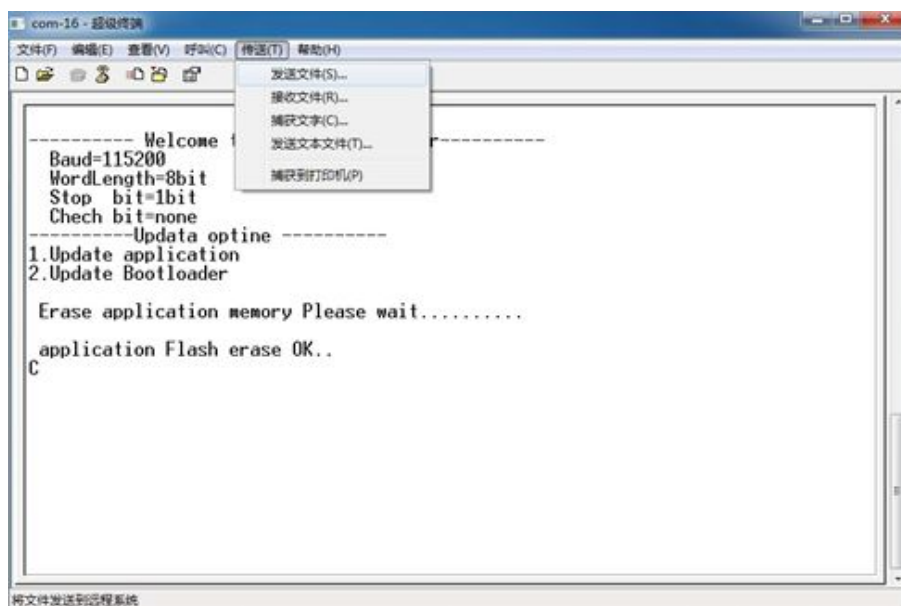 com-16 - 超级终端
文件(F) 编辑(E) 查看(V) 呼叫(C) 传送(T) 帮助(H)
发送文件(S)...
接收文件(R)...
捕获文字(C)...
发送文本文件(T)...
捕获到打印机(P)
---------- Welcome
r----------
Baud=115200
WordLength=8bit
Stop bit=1bit
Chech bit=none
----------Updata optine ----------
1.Update application
2.Update Bootloader
Erase application memory Please wait..........
application Flash erase OK..
C
将文件发送到远程系统